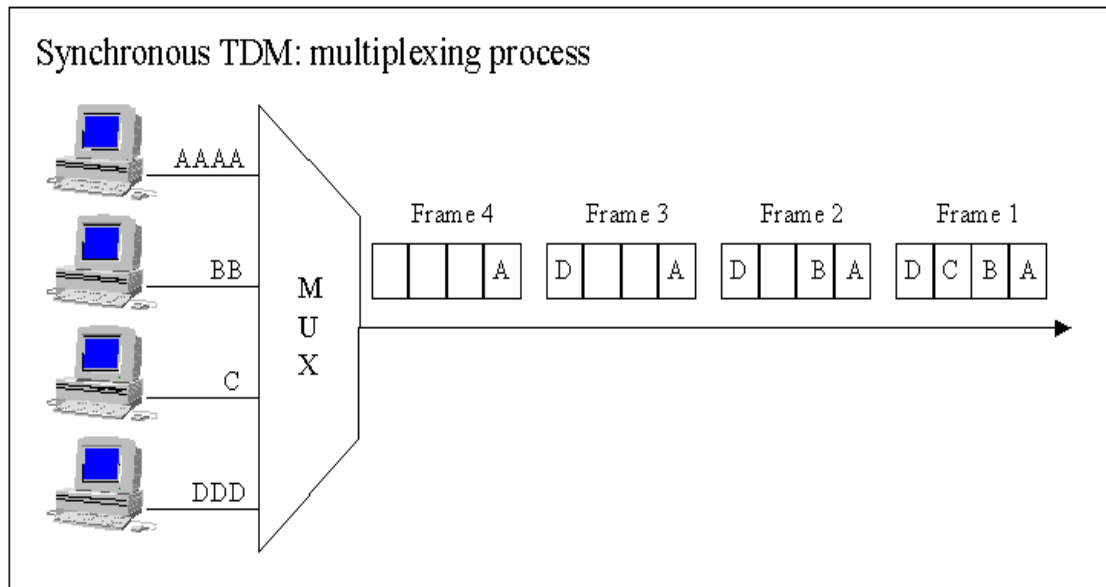 Synchronous TDM: multiplexing process
AAAA
BB
C
DDD
M
U
X
Frame 4 Frame 3 Frame 2 Frame 1
A D A D B A D C B A